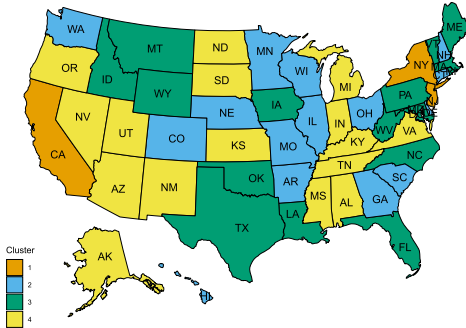 WA
MT
ND
MN
ME
OR
ID
SD
WI
NY
VT
NH
MA
WY
MI
NV
UT
CO
NE
IA
IL
IN
OH
PA
NJ
CA
KS
MO
KY
WV
VA
AZ
NM
OK
AR
TN
NC
SC
TX
LA
MS
AL
GA
FL
AK
HI
Cluster
1
2
3
4